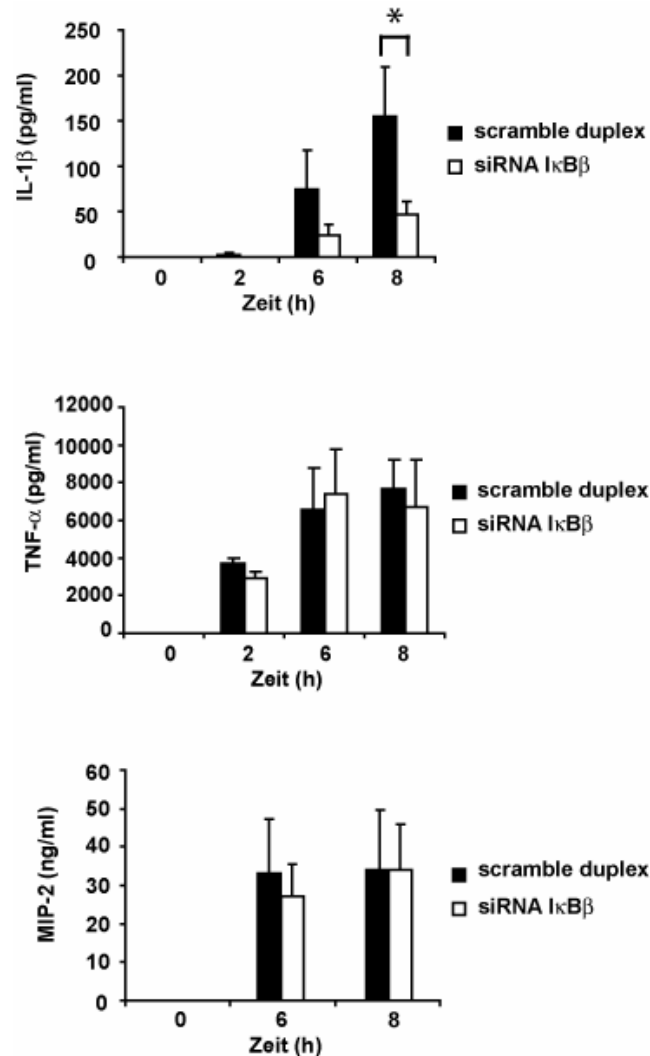 *
250
200
150
100
50
0
IL-1β (pg/ml)
scramble duplex
siRNA IκBβ
0 2 6 8
Zeit (h)
12000
10000
8000
6000
4000
2000
0
TNF-α (pg/ml)
scramble duplex
siRNA IκBβ
0 2 6 8
Zeit (h)
60
50
40
30
20
10
0
MIP-2 (ng/ml)
scramble duplex
siRNA IκBβ
0 6 8
Zeit (h)